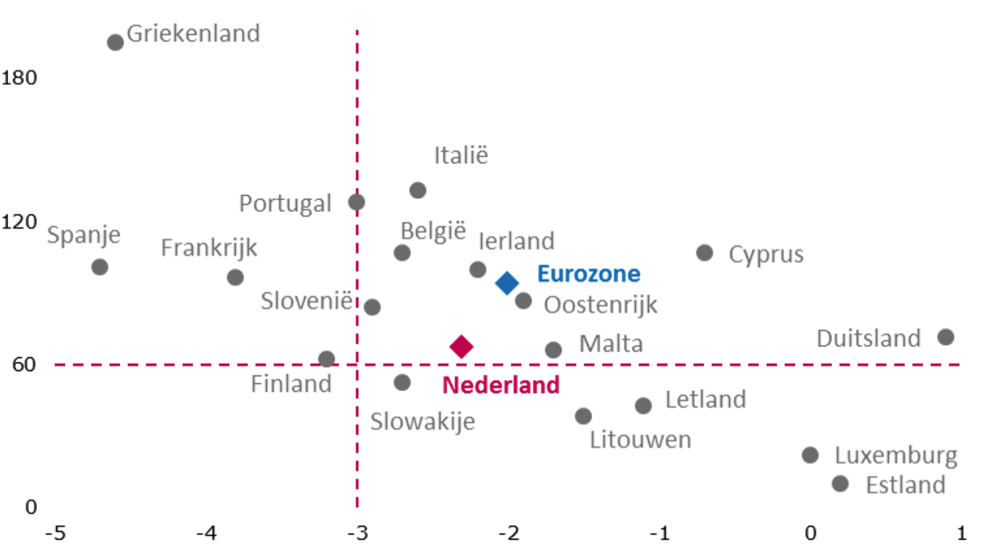 Griekenland
180
Italië
Portugal
120
Spanje
België
Ierland
Frankrijk
Cyprus
Eurozone
Slovenië
Oostenrijk
Duitsland
Malta
60
Finland
Nederland
Letland
Slowakije
Litouwen
Luxemburg
Estland
0
-5 -4 -3 -2 -1 0 1